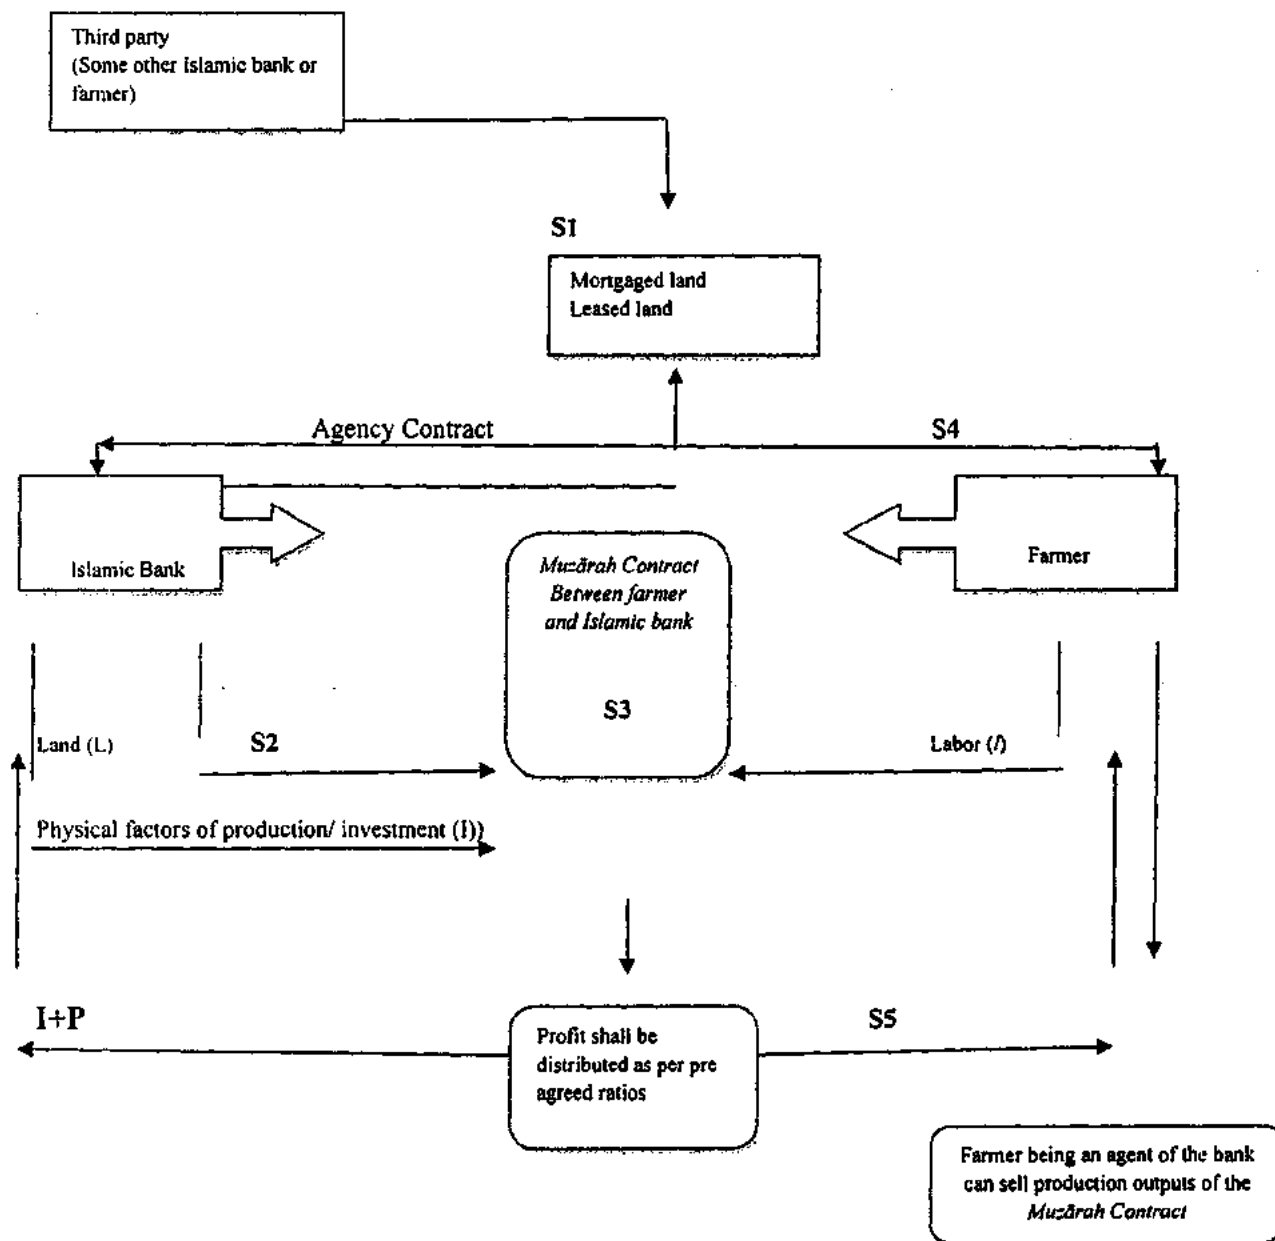 Third party
(Some other Islamic bank or
farmer)
S1
Mortgaged land
Leased land
Agency Contract
S4
Islamic Bank
Muzārah Contract
Between farmer
and Islamic bank
S3
Farmer
Land (L)
S2
Labor (l)
Physical factors of production/ investment (I))
I+P
Profit shall be
distributed as per pre
agreed ratios
S5
Farmer being an agent of the bank
can sell production outputs of the
Muzārah Contract